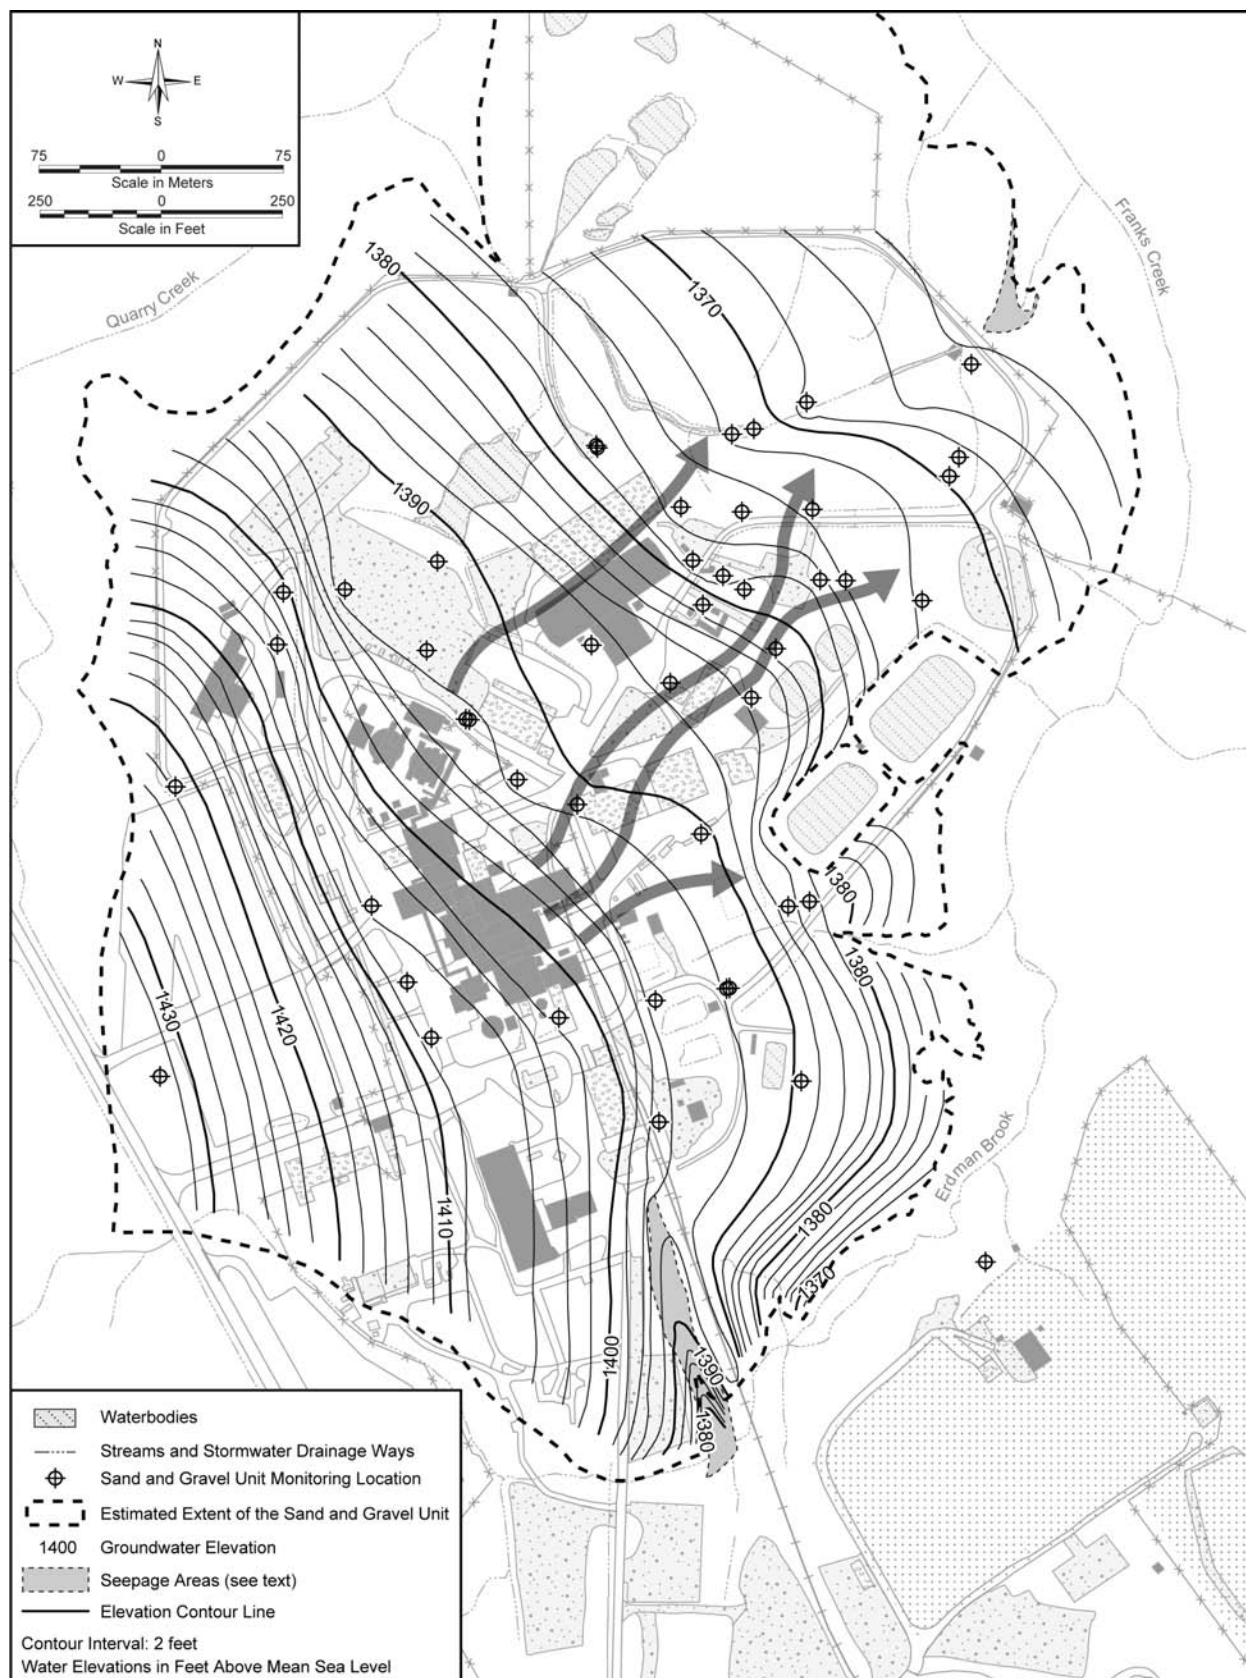 N
W E
S
75 0 75
Scale in Meters
250 0 250
Scale in Feet
Quarry Creek
Franks Creek
1380
1370
1390
1380
1380
1430
1420
1410
1400
1380
1370
1390
1380
Erdman Brook
Waterbodies
Streams and Stormwater Drainage Ways
Sand and Gravel Unit Monitoring Location
Estimated Extent of the Sand and Gravel Unit
1400 Groundwater Elevation
Seepage Areas (see text)
Elevation Contour Line
Contour Interval: 2 feet
Water Elevations in Feet Above Mean Sea Level